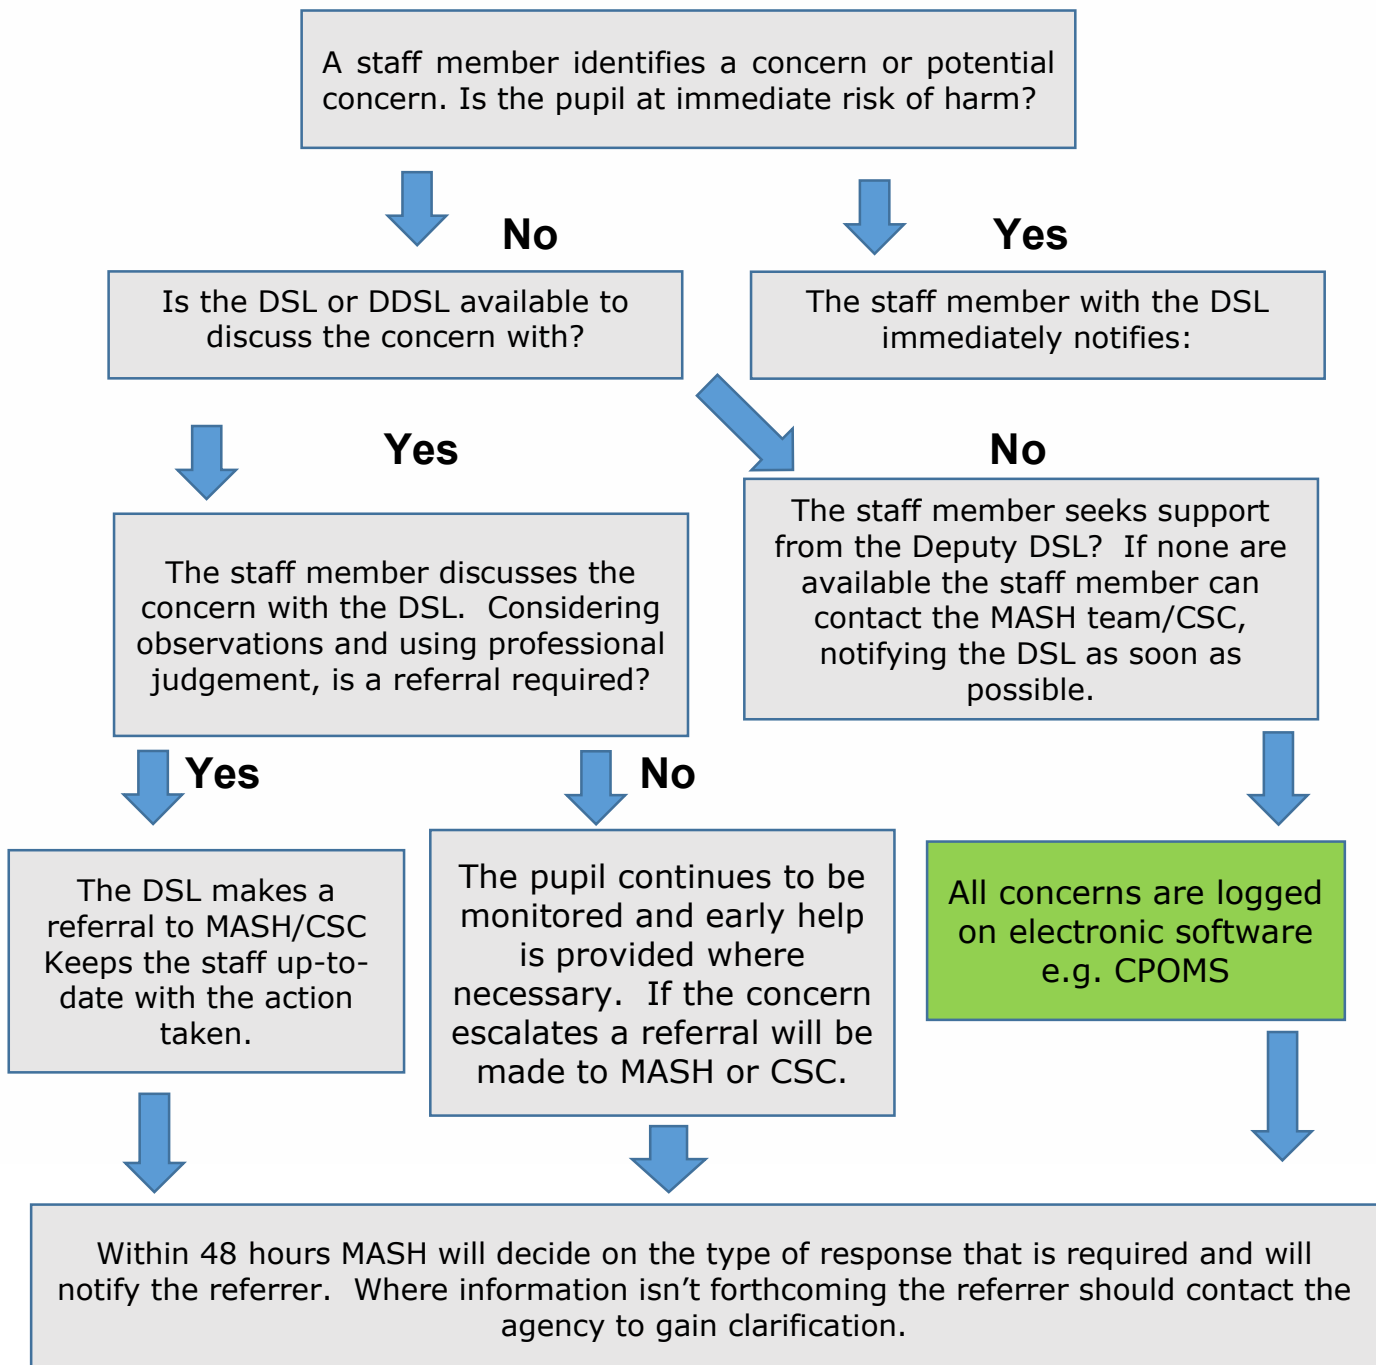 A staff member identifies a concern or potential
concern. Is the pupil at immediate risk of harm?
No
Yes
Is the DSL or DDSL available to
discuss the concern with?
The staff member with the DSL
immediately notifies:
Yes
No
The staff member discusses the
concern with the DSL.  Considering
observations and using professional
judgement, is a referral required?
The staff member seeks support
from the Deputy DSL?  If none are
available the staff member can
contact the MASH team/CSC,
notifying the DSL as soon as
possible.
Yes
No
The DSL makes a
referral to MASH/CSC
Keeps the staff up-to-
date with the action
taken.
The pupil continues to be
monitored and early help
is provided where
necessary.  If the concern
escalates a referral will be
made to MASH or CSC.
All concerns are logged
on electronic software
e.g. CPOMS
Within 48 hours MASH will decide on the type of response that is required and will
notify the referrer.  Where information isn’t forthcoming the referrer should contact the
agency to gain clarification.